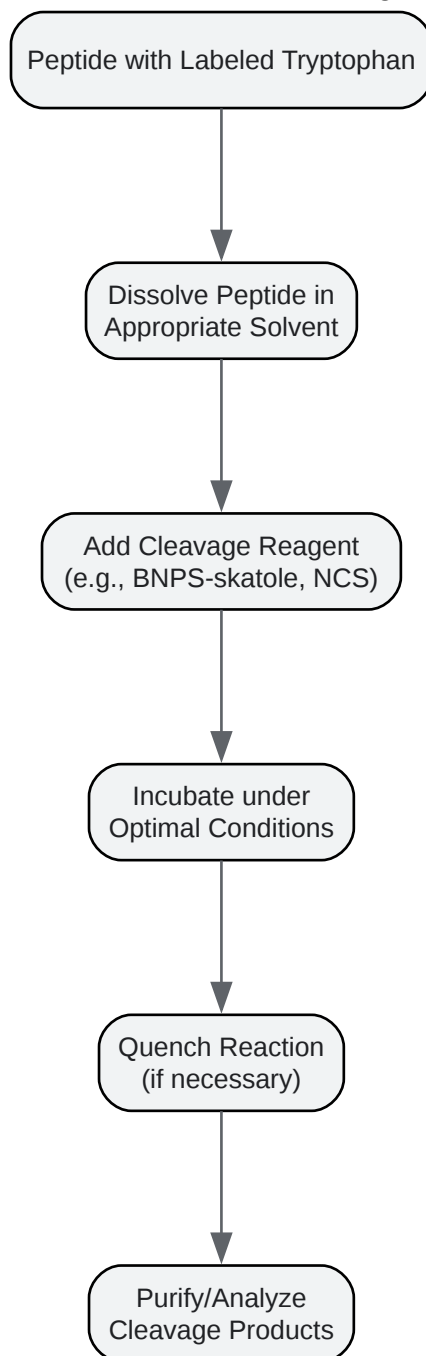 Peptide with Labeled Tryptophan
Dissolve Peptide in
Appropriate Solvent
Add Cleavage Reagent
(e.g., BNPS-skatole, NCS)
Incubate under
Optimal Conditions
Quench Reaction
(if necessary)
Purify/Analyze
Cleavage Products